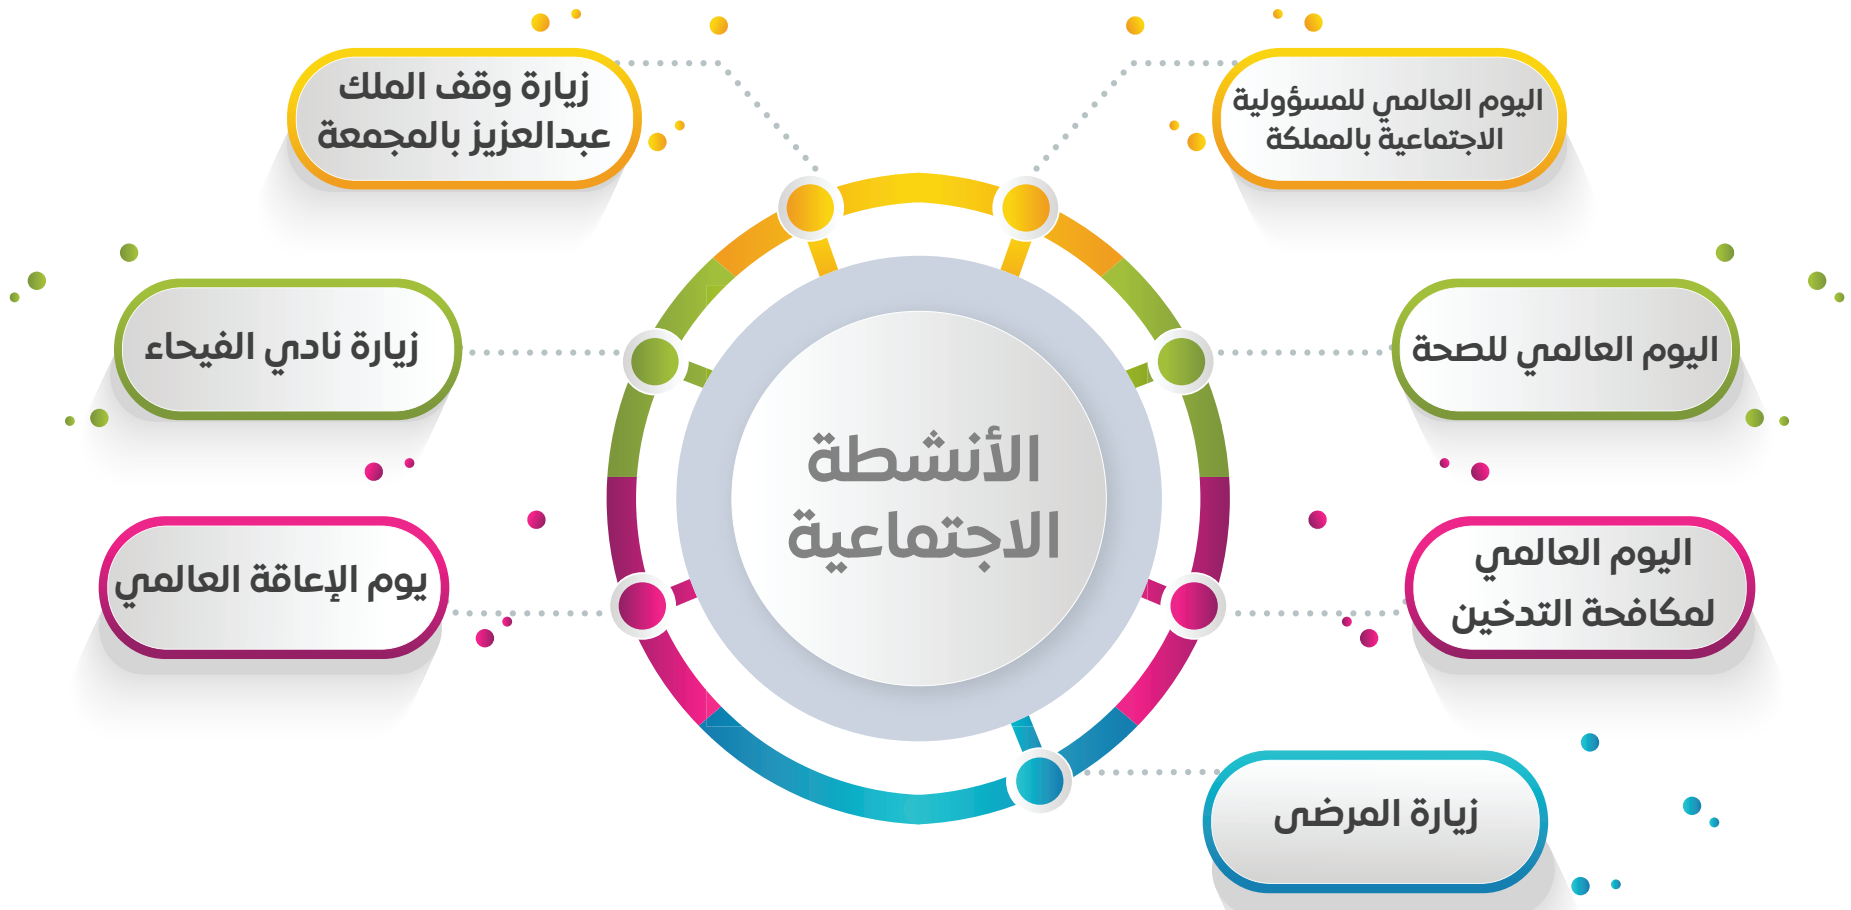 اليوم العالمي للمسؤولية
الاجتماعية بالمملكة
زيارة وقف الملك
عبدالعزيز بالمجمعة
اليوم العالمي للصحة
زيارة نادي الفيحاء
الأنشطة
الاجتماعية
اليوم العالمي
لمكافحة التدخين
يوم الإعاقة العالمي
زيارة المرضى